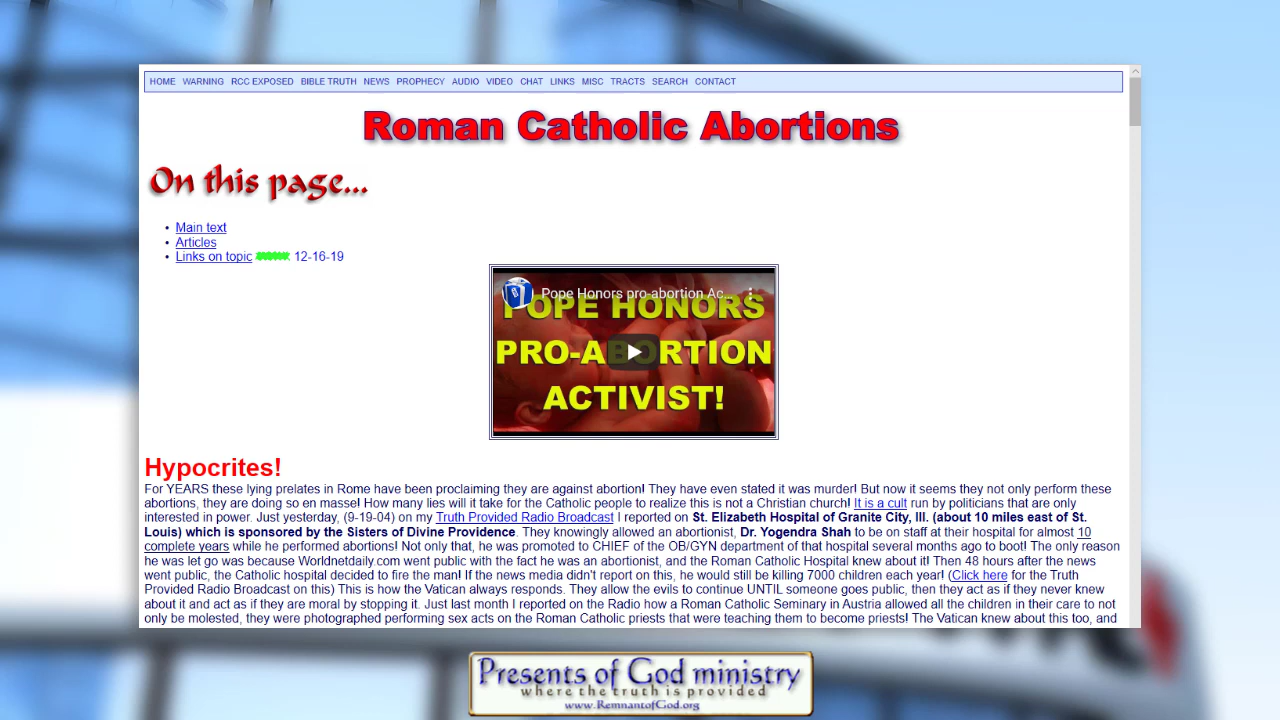 HOME WARNING RCC EXPOSED BIBLE TRUTH NEWS PROPHECY AUDIO VIDEO CHAT LINKS MISC TRACTS SEARCH CONTACT
Roman Catholic Abortions
On this page...
• Main text
• Articles
• Links on topic 12-16-19
Pope Honors pro-abortion Ac...
POPE HONORS
PRO-ABORTION
ACTIVIST!
Hypocrites!
For YEARS these lying prelates in Rome have been proclaiming they are against abortion! They have even stated it was murder! But now it seems they not only perform these
abortions, they are doing so en masse! How many lies will it take for the Catholic people to realize this is not a Christian church! It is a cult run by politicians that are only
interested in power. Just yesterday, (9-19-04) on my Truth Provided Radio Broadcast I reported on St. Elizabeth Hospital of Granite City, Ill. (about 10 miles east of St.
Louis) which is sponsored by the Sisters of Divine Providence. They knowingly allowed an abortionist, Dr. Yogendra Shah to be on staff at their hospital for almost 10
complete years while he performed abortions! Not only that, he was promoted to CHIEF of the OB/GYN department of that hospital several months ago to boot! The only reason
he was let go was because Worldnetdaily.com went public with the fact he was an abortionist, and the Roman Catholic Hospital knew about it! Then 48 hours after the news
went public, the Catholic hospital decided to fire the man! If the news media didn't report on this, he would still be killing 7000 children each year! (Click here for the Truth
Provided Radio Broadcast on this) This is how the Vatican always responds. They allow the evils to continue UNTIL someone goes public, then they act as if they never knew
about it and act as if they are moral by stopping it. Just last month I reported on the Radio how a Roman Catholic Seminary in Austria allowed all the children in their care to not
only be molested, they were photographed performing sex acts on the Roman Catholic priests that were teaching them to become priests! The Vatican knew about this too, and
Presents of God ministry
where the truth is provided
www.RemnantofGod.org